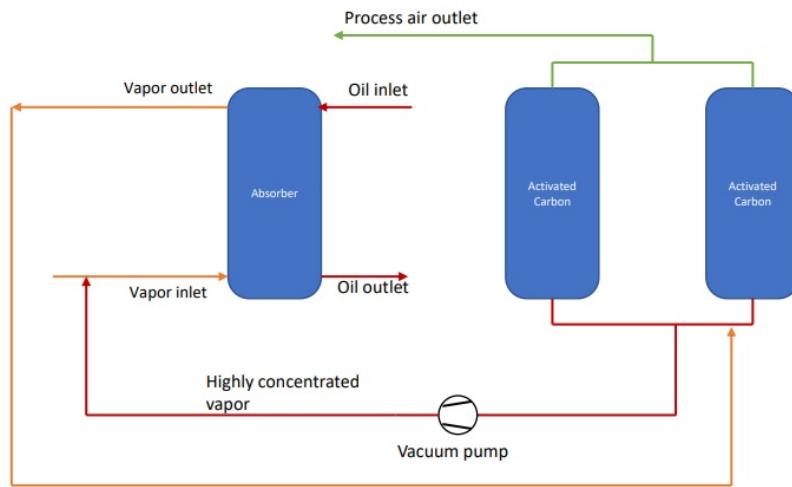 Process air outlet
Vapor outlet
Oil inlet
Absorber
Activated
Carbon
Activated
Carbon
Vapor inlet
Oil outlet
Highly concentrated
vapor
Vacuum pump